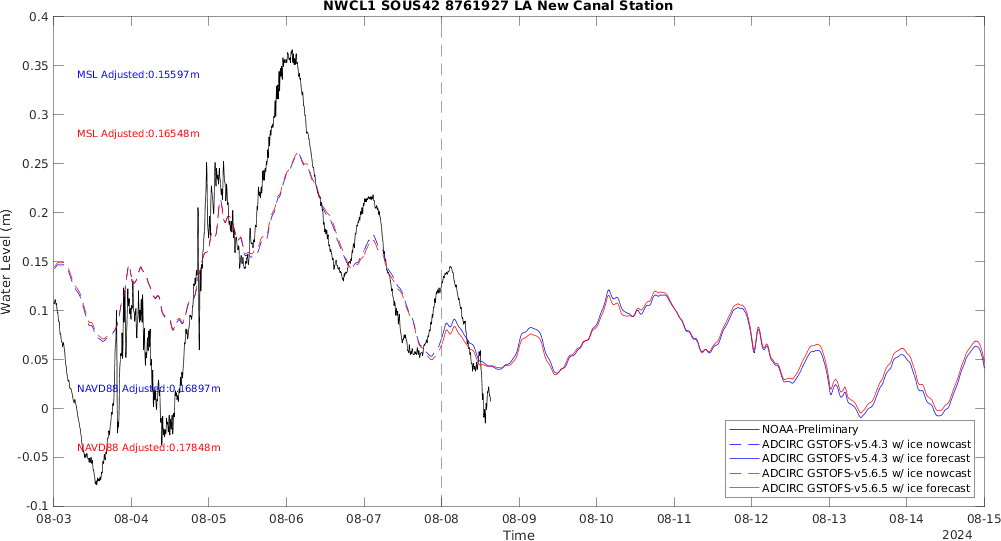 NWCL1 SOUS42 8761927 LA New Canal Station
0.4
0.35
0.3
0.25
0.2
0.15
0.1
0.05
0
-0.05
-0.1
Water Level (m)
MSL Adjusted:0.15597m
MSL Adjusted:0.16548m
NAVD88 Adjusted:0.16897m
NAVD88 Adjusted:0.17848m
NOAA-Preliminary
ADCIRC GSTOFS-v5.4.3 w/ ice nowcast
ADCIRC GSTOFS-v5.4.3 w/ ice forecast
ADCIRC GSTOFS-v5.6.5 w/ ice nowcast
ADCIRC GSTOFS-v5.6.5 w/ ice forecast
08-03 08-04 08-05 08-06 08-07 08-08 08-09 08-10 08-11 08-12 08-13 08-14 08-15
Time
2024